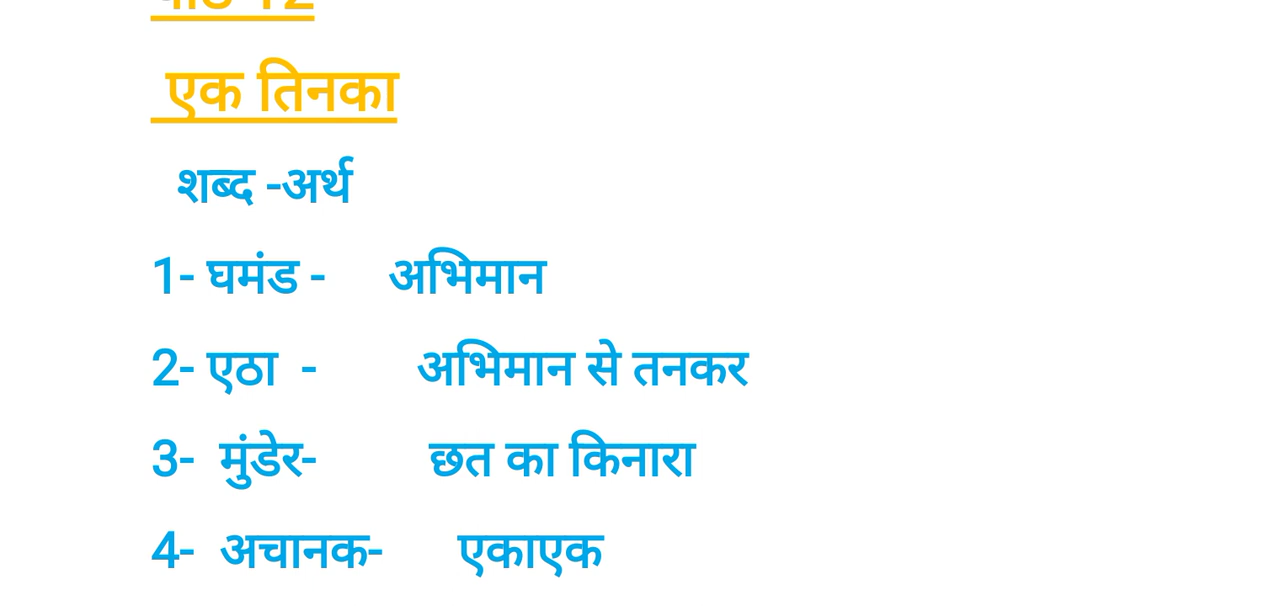 एक तिनका
शब्द -अर्थ
1- घमंड - अभिमान
2- एठा - अभिमान से तनकर
3- मुंडेर- छत का किनारा
4- अचानक- एकाएक